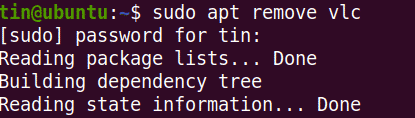 tin@ubuntu:~$ sudo apt remove vlc
[sudo] password for tin:
Reading package lists... Done
Building dependency tree
Reading state information... Done